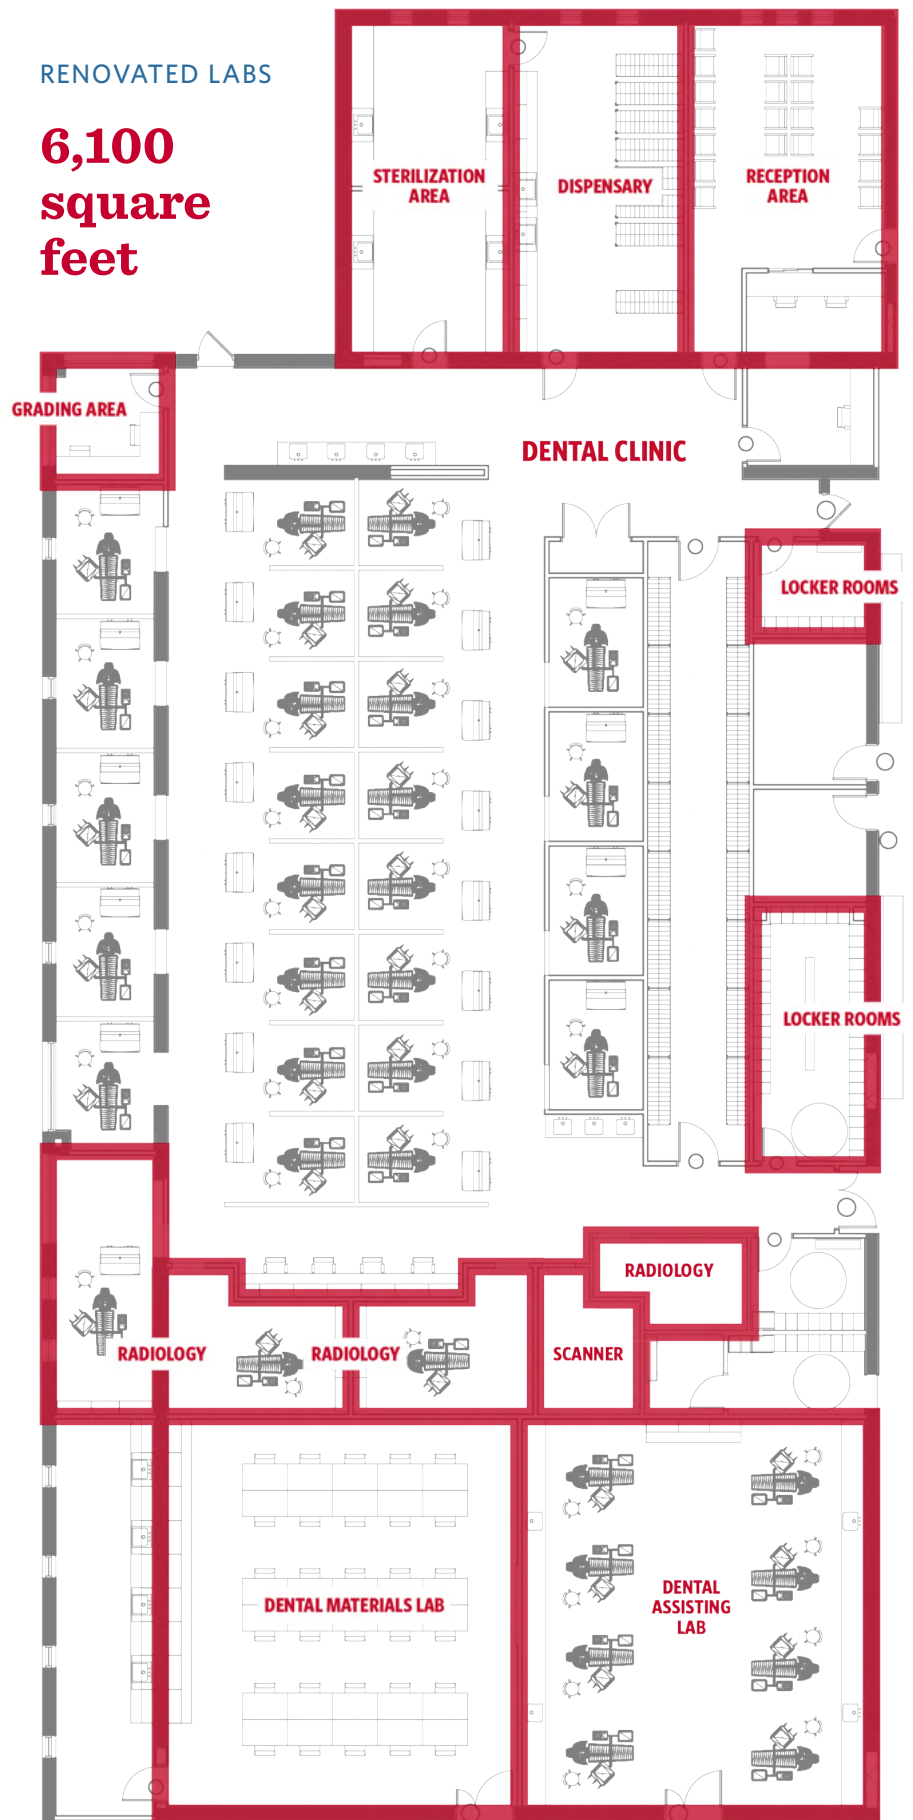 RENOVATED LABS
6,100
square
feet
STERILIZATION
AREA
DISPENSARY
RECEPTION
AREA
GRADING AREA
DENTAL CLINIC
LOCKER ROOMS
LOCKER ROOMS
RADIOLOGY
RADIOLOGY
RADIOLOGY
SCANNER
DENTAL MATERIALS LAB
DENTAL
ASSISTING
LAB